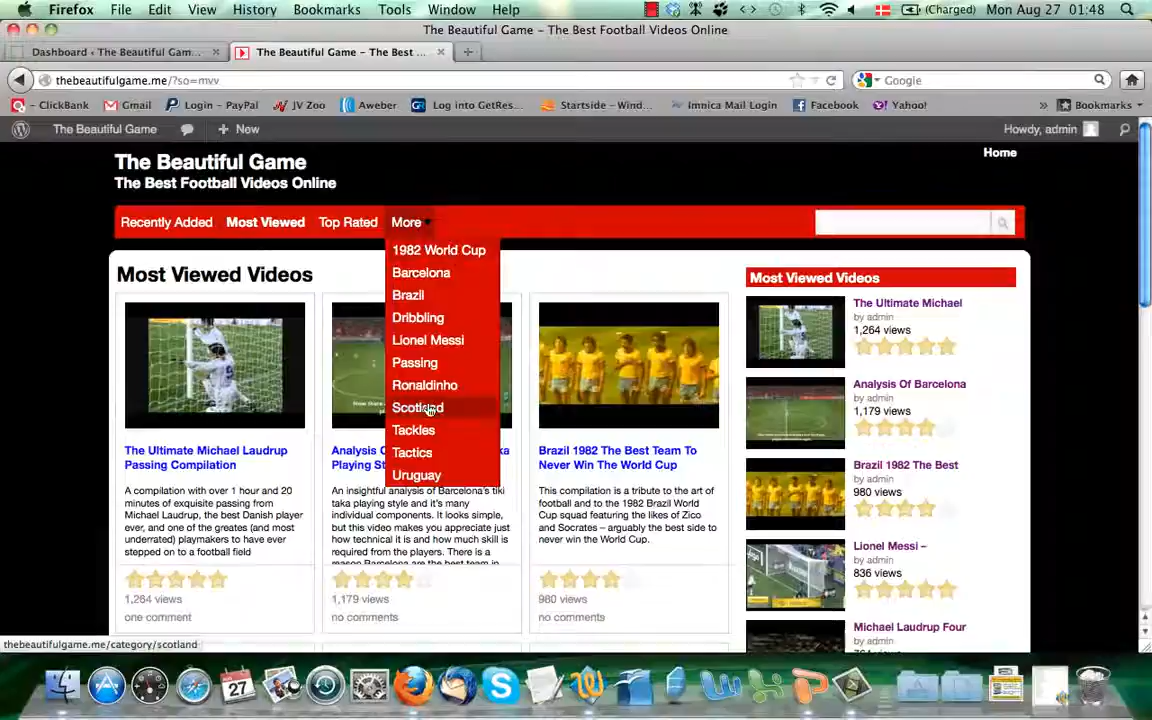 Firefox File Edit View History Bookmarks Tools Window Help
(Charged) Mon Aug 27 01:48
The Beautiful Game – The Best Football Videos Online
Dashboard ‹ The Beautiful Gam...
The Beautiful Game – The Best ...
thebeautifulgame.me/?so=mvv
Google
ClickBank Gmail Login - PayPal JV Zoo Aweber Log into GetRes... Startside – Wind... Imnica Mail Login Facebook Yahoo! » Bookmarks
The Beautiful Game + New Howdy, admin
The Beautiful Game
The Best Football Videos Online
Home
Recently Added Most Viewed Top Rated More
1982 World Cup
Barcelona
Brazil
Dribbling
Lionel Messi
Passing
Ronaldinho
Scotland
Tackles
Tactics
Uruguay
Most Viewed Videos
The Ultimate Michael Laudrup
Passing Compilation
A compilation with over 1 hour and 20
minutes of exquisite passing from
Michael Laudrup, the best Danish player
ever, and one of the greates (and most
underrated) playmakers to have ever
stepped on to a football field
1,264 views
one comment
Analysis
Playing
An insightful analysis of Barcelona's tiki
taka playing style and it's many
individual components. It looks simple,
but this video makes you appreciate just
how technical it is and how much skill is
required from the players. There is a
reason Barcelona are the best team in
1,179 views
no comments
Brazil 1982 The Best Team To
Never Win The World Cup
This compilation is a tribute to the art of
football and to the 1982 Brazil World
Cup squad featuring the likes of Zico
and Socrates – arguably the best side to
never win the World Cup.
980 views
no comments
Most Viewed Videos
The Ultimate Michael
by admin
1,264 views
Analysis Of Barcelona
by admin
1,179 views
Brazil 1982 The Best
by admin
980 views
Lionel Messi –
by admin
836 views
Michael Laudrup Four
by admin
thebeautifulgame.me/category/scotland
27